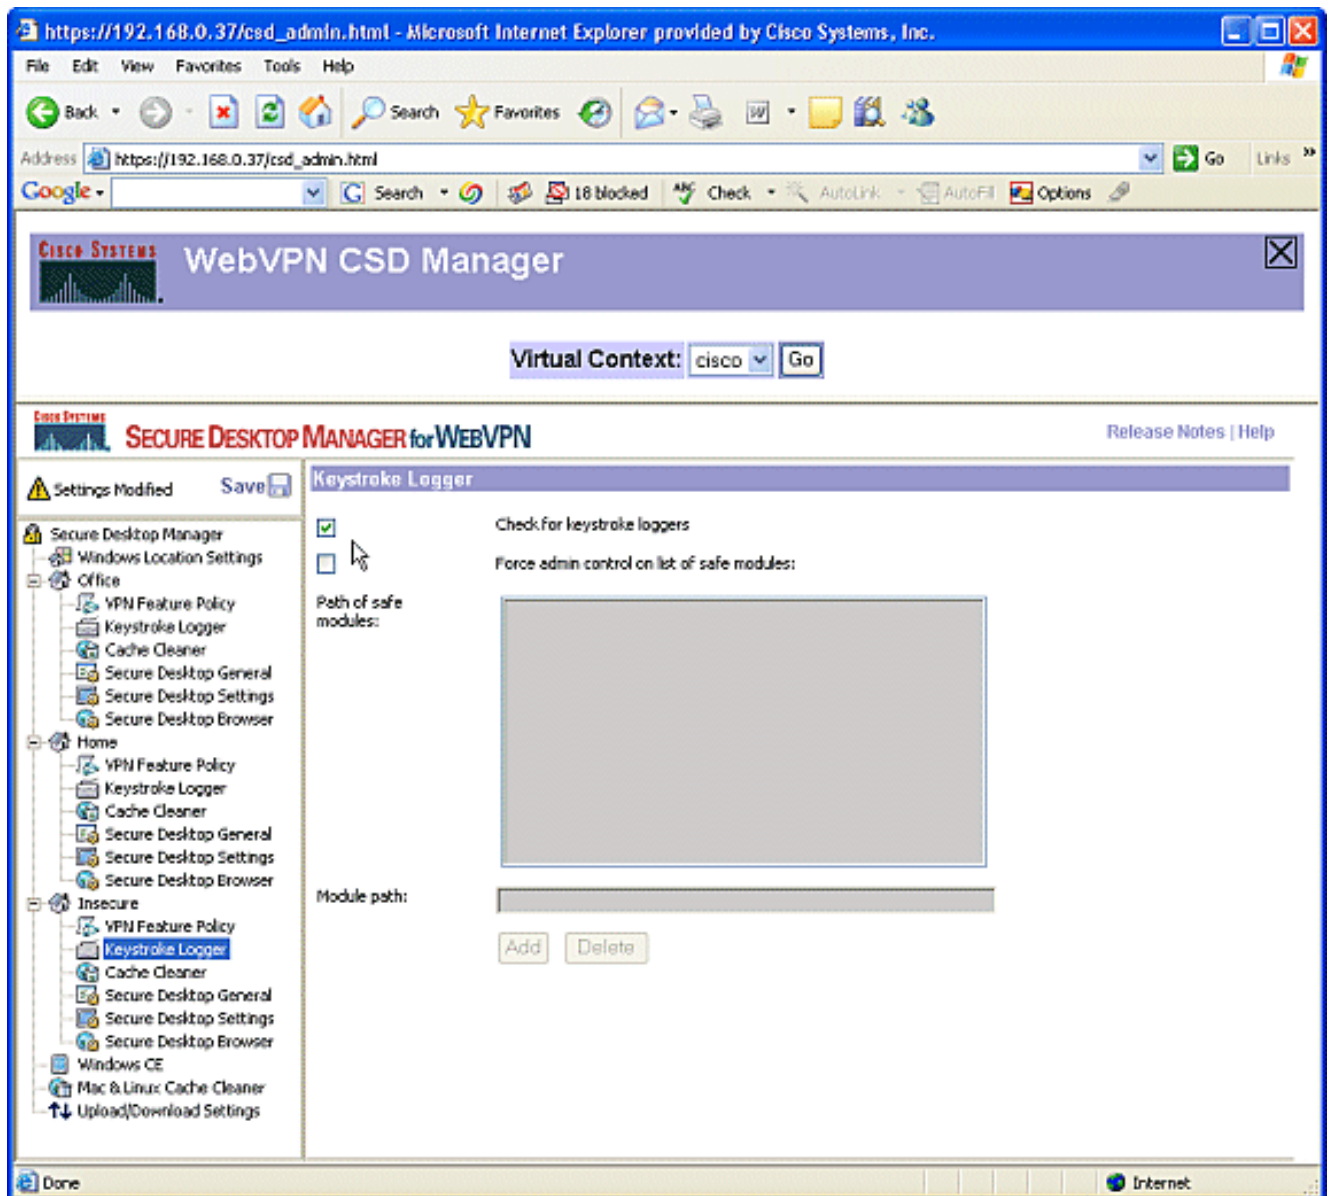 https://192.168.0.37/csd_admin.html - Microsoft Internet Explorer provided by Cisco Systems, Inc.
File Edit View Favorites Tools Help
Back Search Favorites
Address https://192.168.0.37/csd_admin.html Go Links »
Google Search 18 blocked ABC Check AutoLink AutoFill Options
CISCO SYSTEMS WebVPN CSD Manager
Virtual Context: cisco Go
CISCO SYSTEMS SECURE DESKTOP MANAGER for WEBVPN Release Notes | Help
Settings Modified Save
Secure Desktop Manager
Windows Location Settings
Office
VPN Feature Policy
Keystroke Logger
Cache Cleaner
Secure Desktop General
Secure Desktop Settings
Secure Desktop Browser
Home
VPN Feature Policy
Keystroke Logger
Cache Cleaner
Secure Desktop General
Secure Desktop Settings
Secure Desktop Browser
Insecure
VPN Feature Policy
Keystroke Logger
Cache Cleaner
Secure Desktop General
Secure Desktop Settings
Secure Desktop Browser
Windows CE
Mac & Linux Cache Cleaner
Upload/Download Settings
Keystroke Logger
Check for keystroke loggers
Force admin control on list of safe modules:
Path of safe
modules:
Module path:
Add Delete
Done Internet